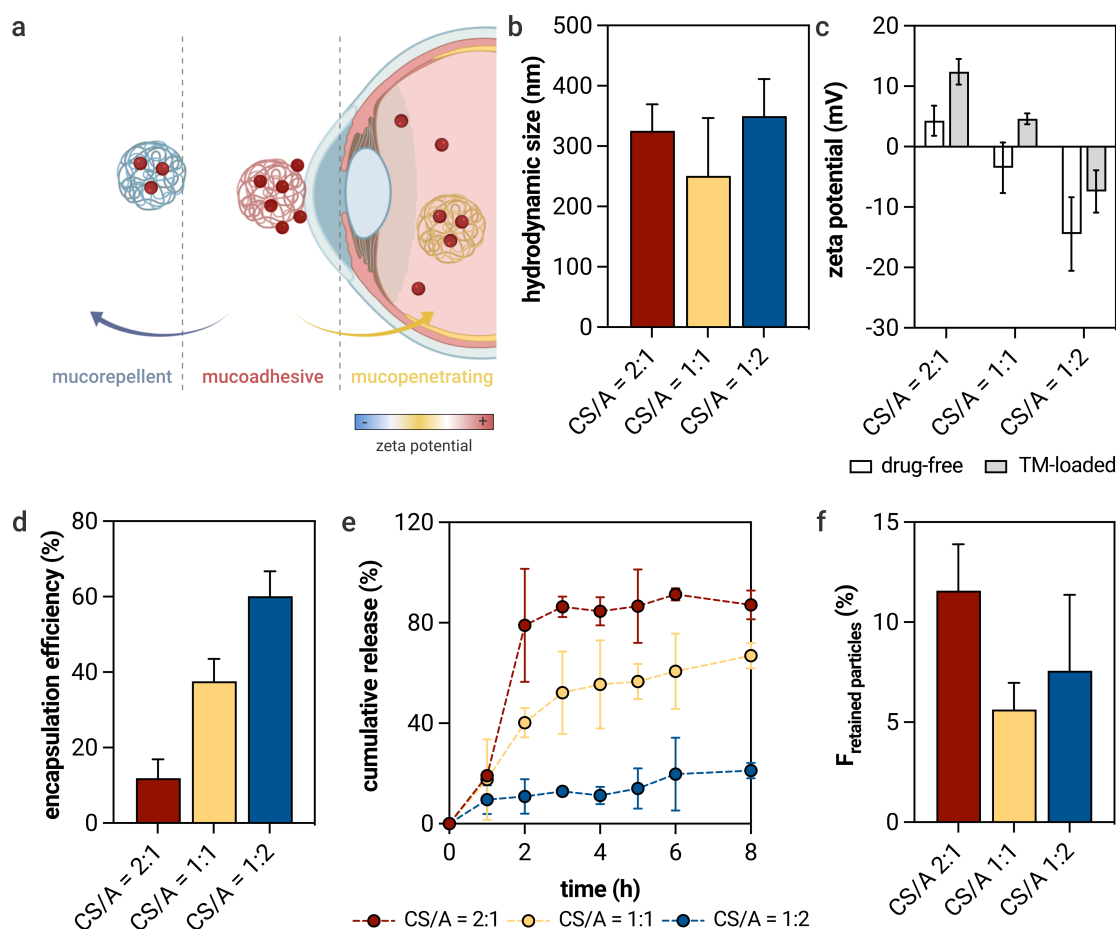 a
mucorepellent
mucoadhesive
mucopenetrating
-
+
zeta potential
b
hydrodynamic size (nm)
500
400
300
200
100
0
CS/A = 2:1
CS/A = 1:1
CS/A = 1:2
c
zeta potential (mV)
20
10
0
-10
-20
-30
CS/A = 2:1
CS/A = 1:1
CS/A = 1:2
drug-free
TM-loaded
d
encapsulation efficiency (%)
80
60
40
20
0
CS/A = 2:1
CS/A = 1:1
CS/A = 1:2
e
cumulative release (%)
120
80
40
0
0
2
4
6
8
time (h)
CS/A = 2:1
CS/A = 1:1
CS/A = 1:2
f
Fretained particles (%)
15
10
5
0
CS/A 2:1
CS/A = 1:1
CS/A = 1:2